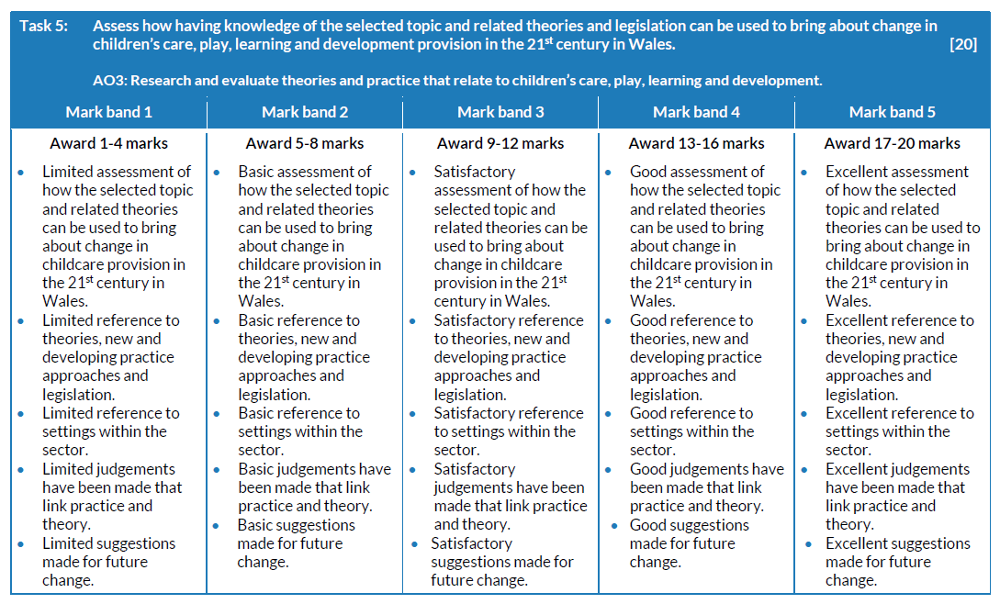 Task 5: Assess how having knowledge of the selected topic and related theories and legislation can be used to bring about change in
children’s care, play, learning and development provision in the 21st century in Wales. [20]
AO3: Research and evaluate theories and practice that relate to children’s care, play, learning and development.
Mark band 1
Mark band 2
Mark band 3
Mark band 4
Mark band 5
Award 1-4 marks
• Limited assessment of
how the selected topic
and related theories
can be used to bring
about change in
childcare provision in
the 21st century in
Wales.
• Limited reference to
theories, new and
developing practice
approaches and
legislation.
• Limited reference to
settings within the
sector.
• Limited judgements
have been made that
link practice and
theory.
• Limited suggestions
made for future
change.
Award 5-8 marks
• Basic assessment of
how the selected topic
and related theories
can be used to bring
about change in
childcare provision in
the 21st century in
Wales.
• Basic reference to
theories, new and
developing practice
approaches and
legislation.
• Basic reference to
settings within the
sector.
• Basic judgements have
been made that link
practice and theory.
• Basic suggestions
made for future
change.
Award 9-12 marks
• Satisfactory
assessment of how the
selected topic and
related theories can be
used to bring about
change in childcare
provision in the 21st
century in Wales.
• Satisfactory reference
to theories, new and
developing practice
approaches and
legislation.
• Satisfactory reference
to settings within the
sector.
• Satisfactory
judgements have been
made that link practice
and theory.
• Satisfactory
suggestions made for
future change.
Award 13-16 marks
• Good assessment of
how the selected topic
and related theories
can be used to bring
about change in
childcare provision in
the 21st century in
Wales.
• Good reference to
theories, new and
developing practice
approaches and
legislation.
• Good reference to
settings within the
sector.
• Good judgements have
been made that link
practice and theory.
• Good suggestions
made for future
change.
Award 17-20 marks
• Excellent assessment
of how the selected
topic and related
theories can be used to
bring about change in
childcare provision in
the 21st century in
Wales.
• Excellent reference to
theories, new and
developing practice
approaches and
legislation.
• Excellent reference to
settings within the
sector.
• Excellent judgements
have been made that
link practice and
theory.
• Excellent suggestions
made for future
change.